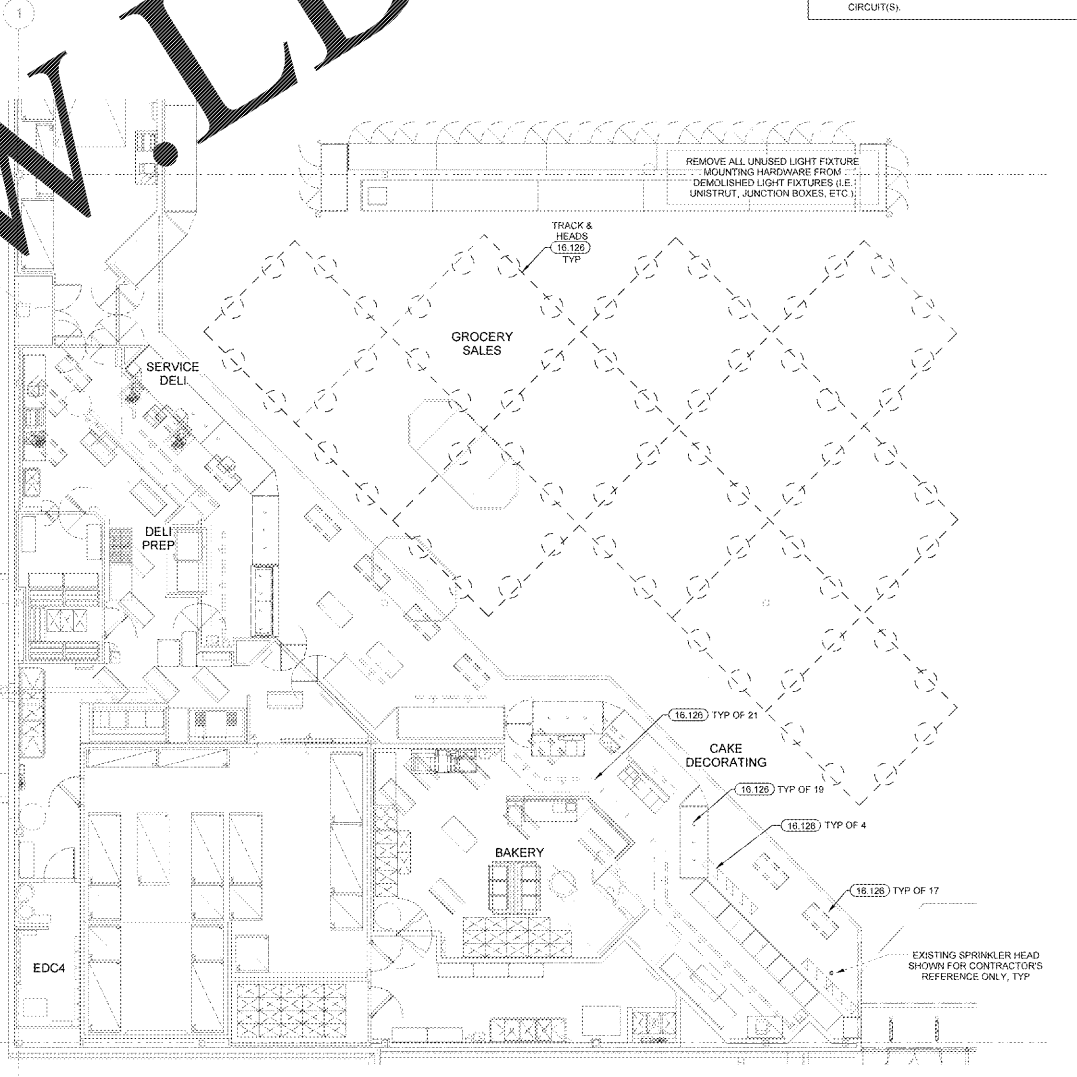 CIRCUIT(S).
1
W LE
REMOVE ALL UNUSED LIGHT FIXTURE
MOUNTING HARDWARE FROM
DEMOLISHED LIGHT FIXTURES (I.E.
UNISTRUT, JUNCTION BOXES, ETC.)
TRACK &
HEADS
16.126
TYP
GROCERY
SALES
SERVICE
DELI
DELI
PREP
16.126 TYP OF 21
CAKE
DECORATING
16.126 TYP OF 19
16.126 TYP OF 4
BAKERY
16.126 TYP OF 17
EXISTING SPRINKLER HEAD
SHOWN FOR CONTRACTOR'S
REFERENCE ONLY, TYP
EDC4